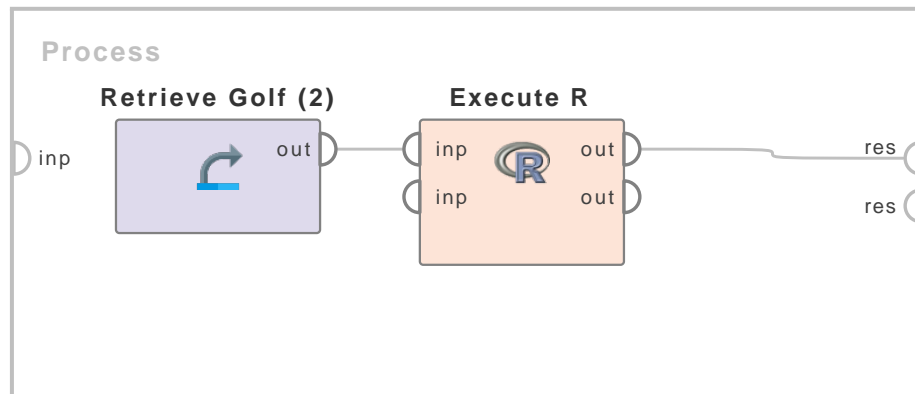 Process
Retrieve Golf (2)
Execute R
inp
out
inp
R
out
res
inp
out
res